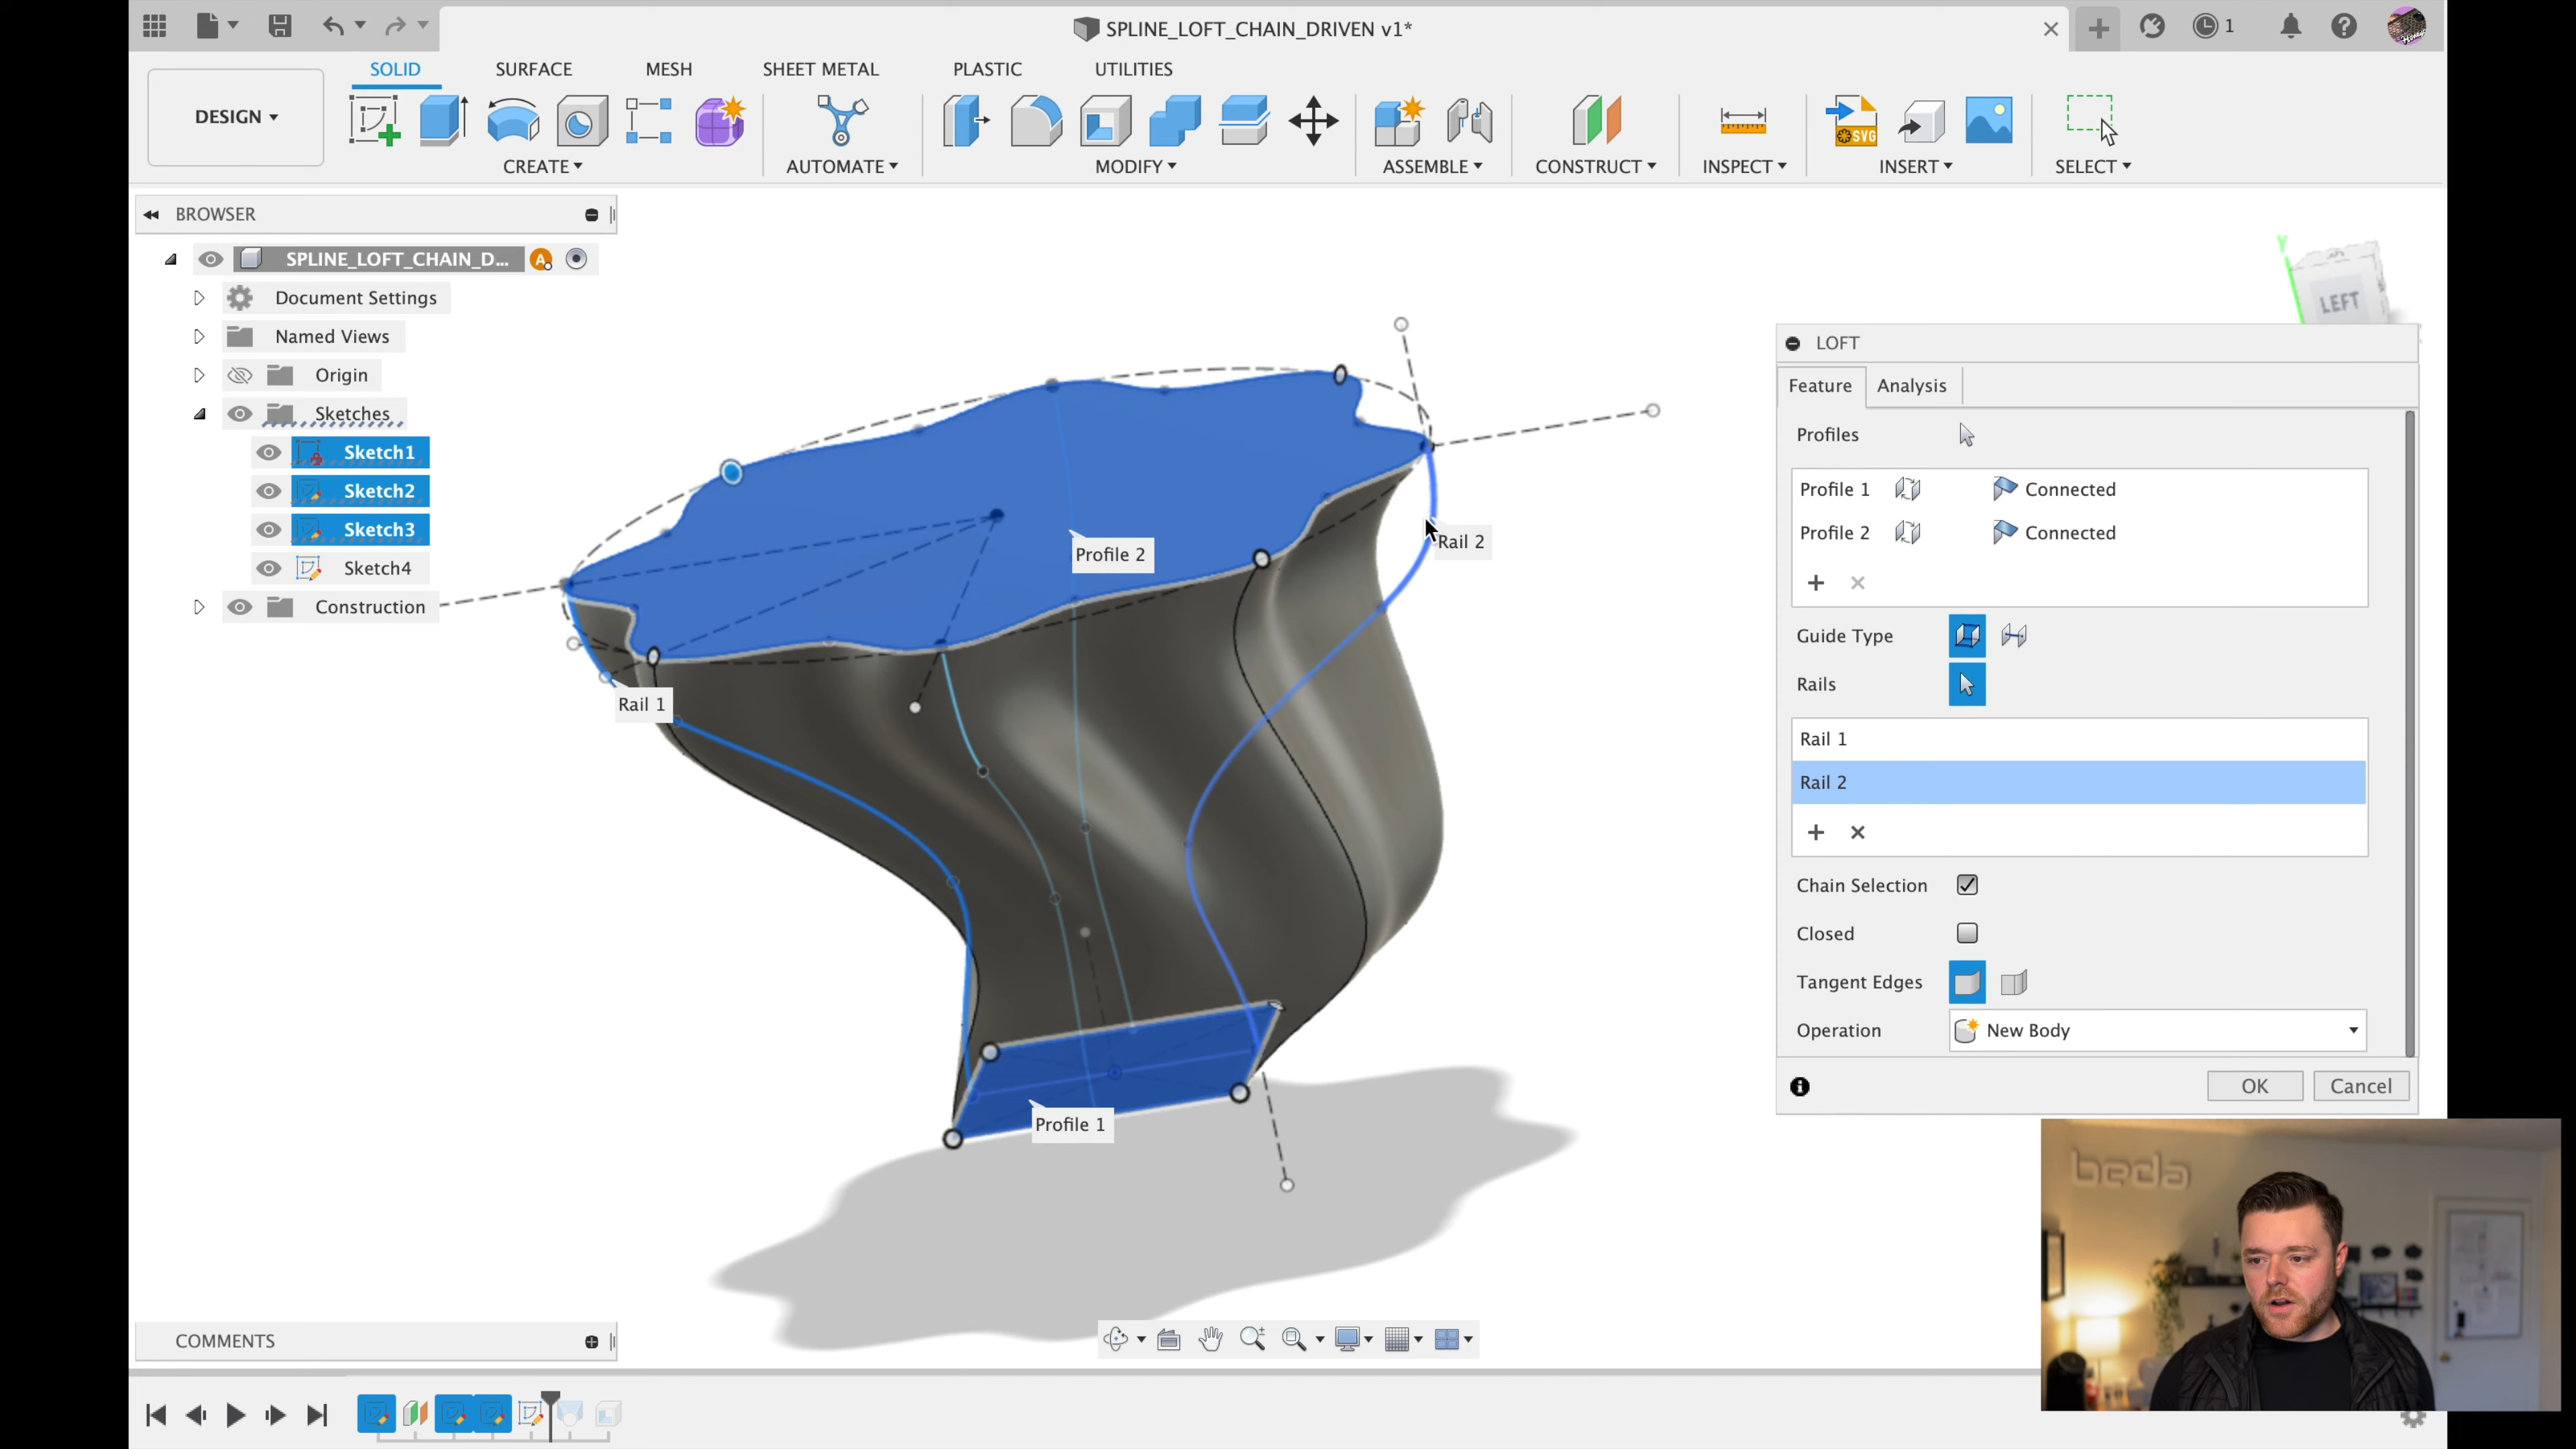 SPLINE_LOFT_CHAIN_DRIVEN v1*
1
SOLID
SURFACE
MESH
SHEET METAL
PLASTIC
UTILITIES
DESIGN
SVG
CREATE
AUTOMATE
MODIFY
ASSEMBLE
CONSTRUCT
INSPECT
INSERT
SELECT
BROWSER
SPLINE_LOFT_CHAIN_D...
A
Document Settings
Named Views
Origin
Sketches
Sketch1
Sketch2
Sketch3
Sketch4
Construction
Y
LEFT
Profile 2
Rail 2
Rail 1
Profile 1
LOFT
Feature
Analysis
Profiles
Profile 1 Connected
Profile 2 Connected
Guide Type
Rails
Rail 1
Rail 2
Chain Selection
Closed
Tangent Edges
Operation New Body
OK
Cancel
beda
COMMENTS